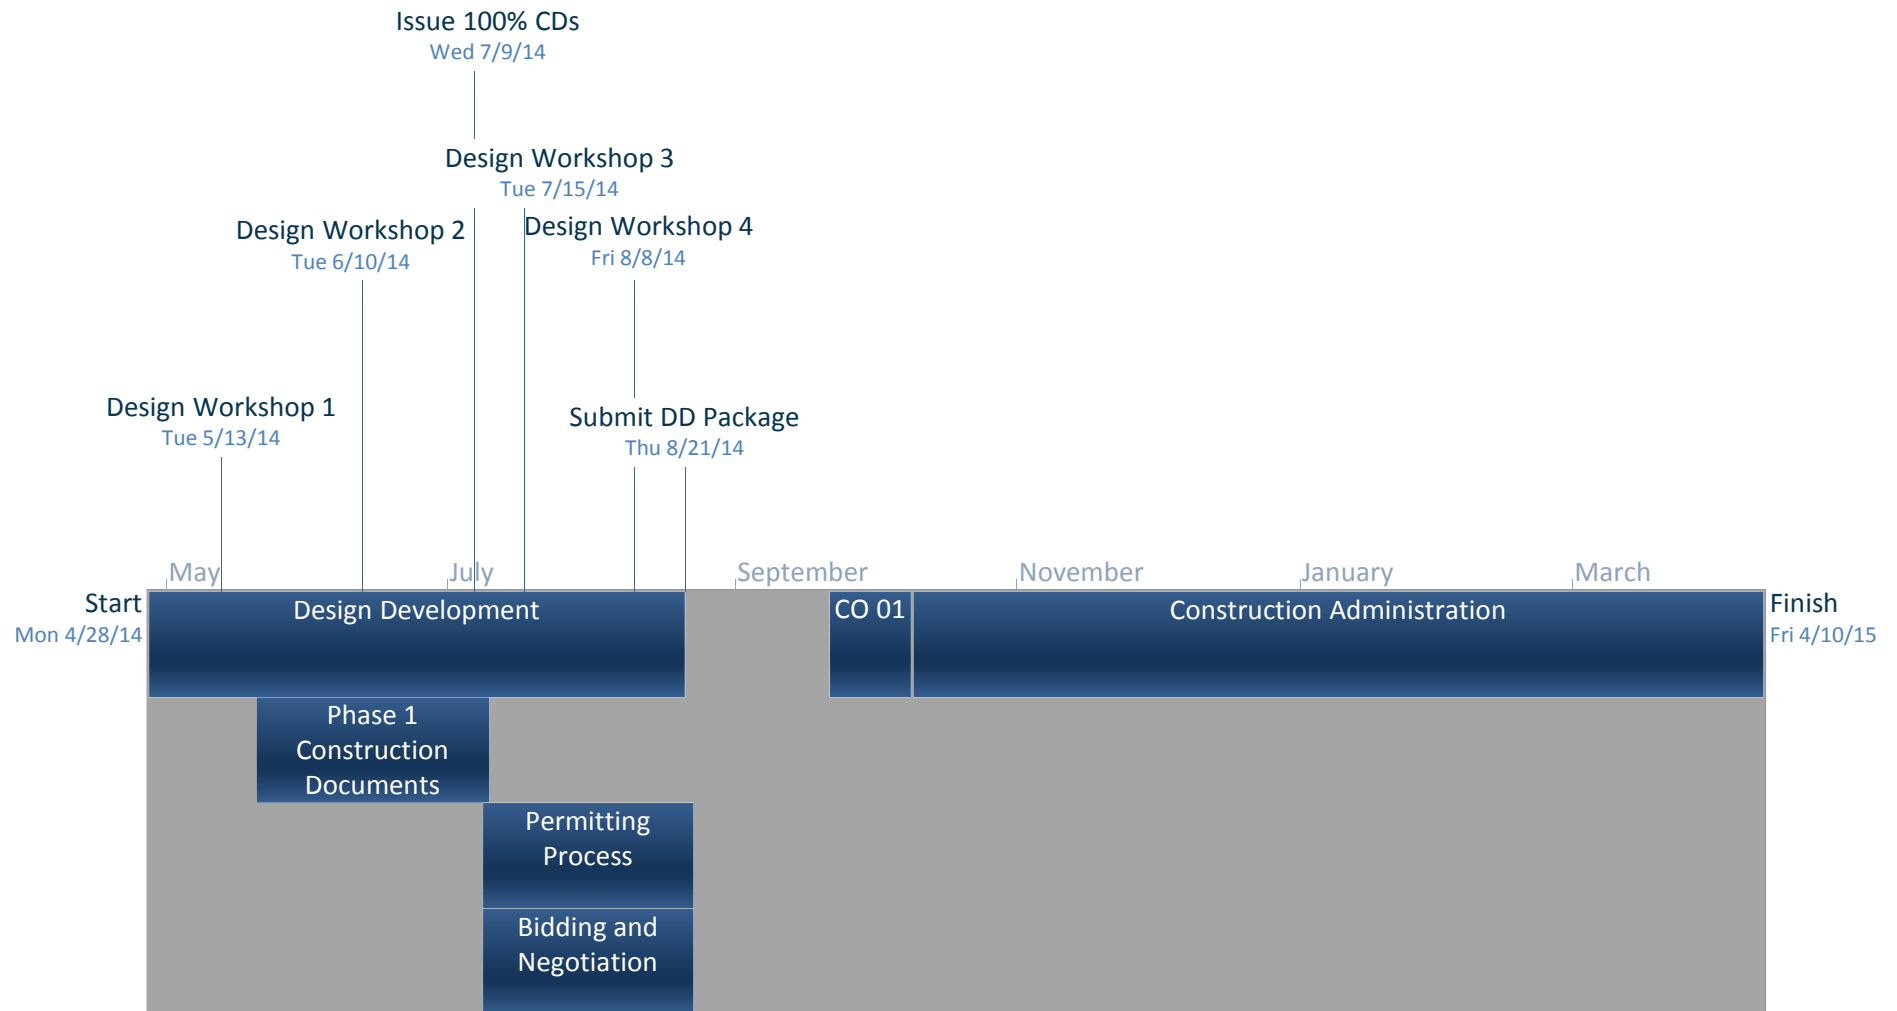 Issue 100% CDs
Wed 7/9/14
Design Workshop 3
Tue 7/15/14
Design Workshop 2
Tue 6/10/14
Design Workshop 4
Fri 8/8/14
Design Workshop 1
Tue 5/13/14
Submit DD Package
Thu 8/21/14
May
July
September
November
January
March
Start
Mon 4/28/14
Design Development
CO 01
Construction Administration
Finish
Fri 4/10/15
Phase 1
Construction
Documents
Permitting
Process
Bidding and
Negotiation